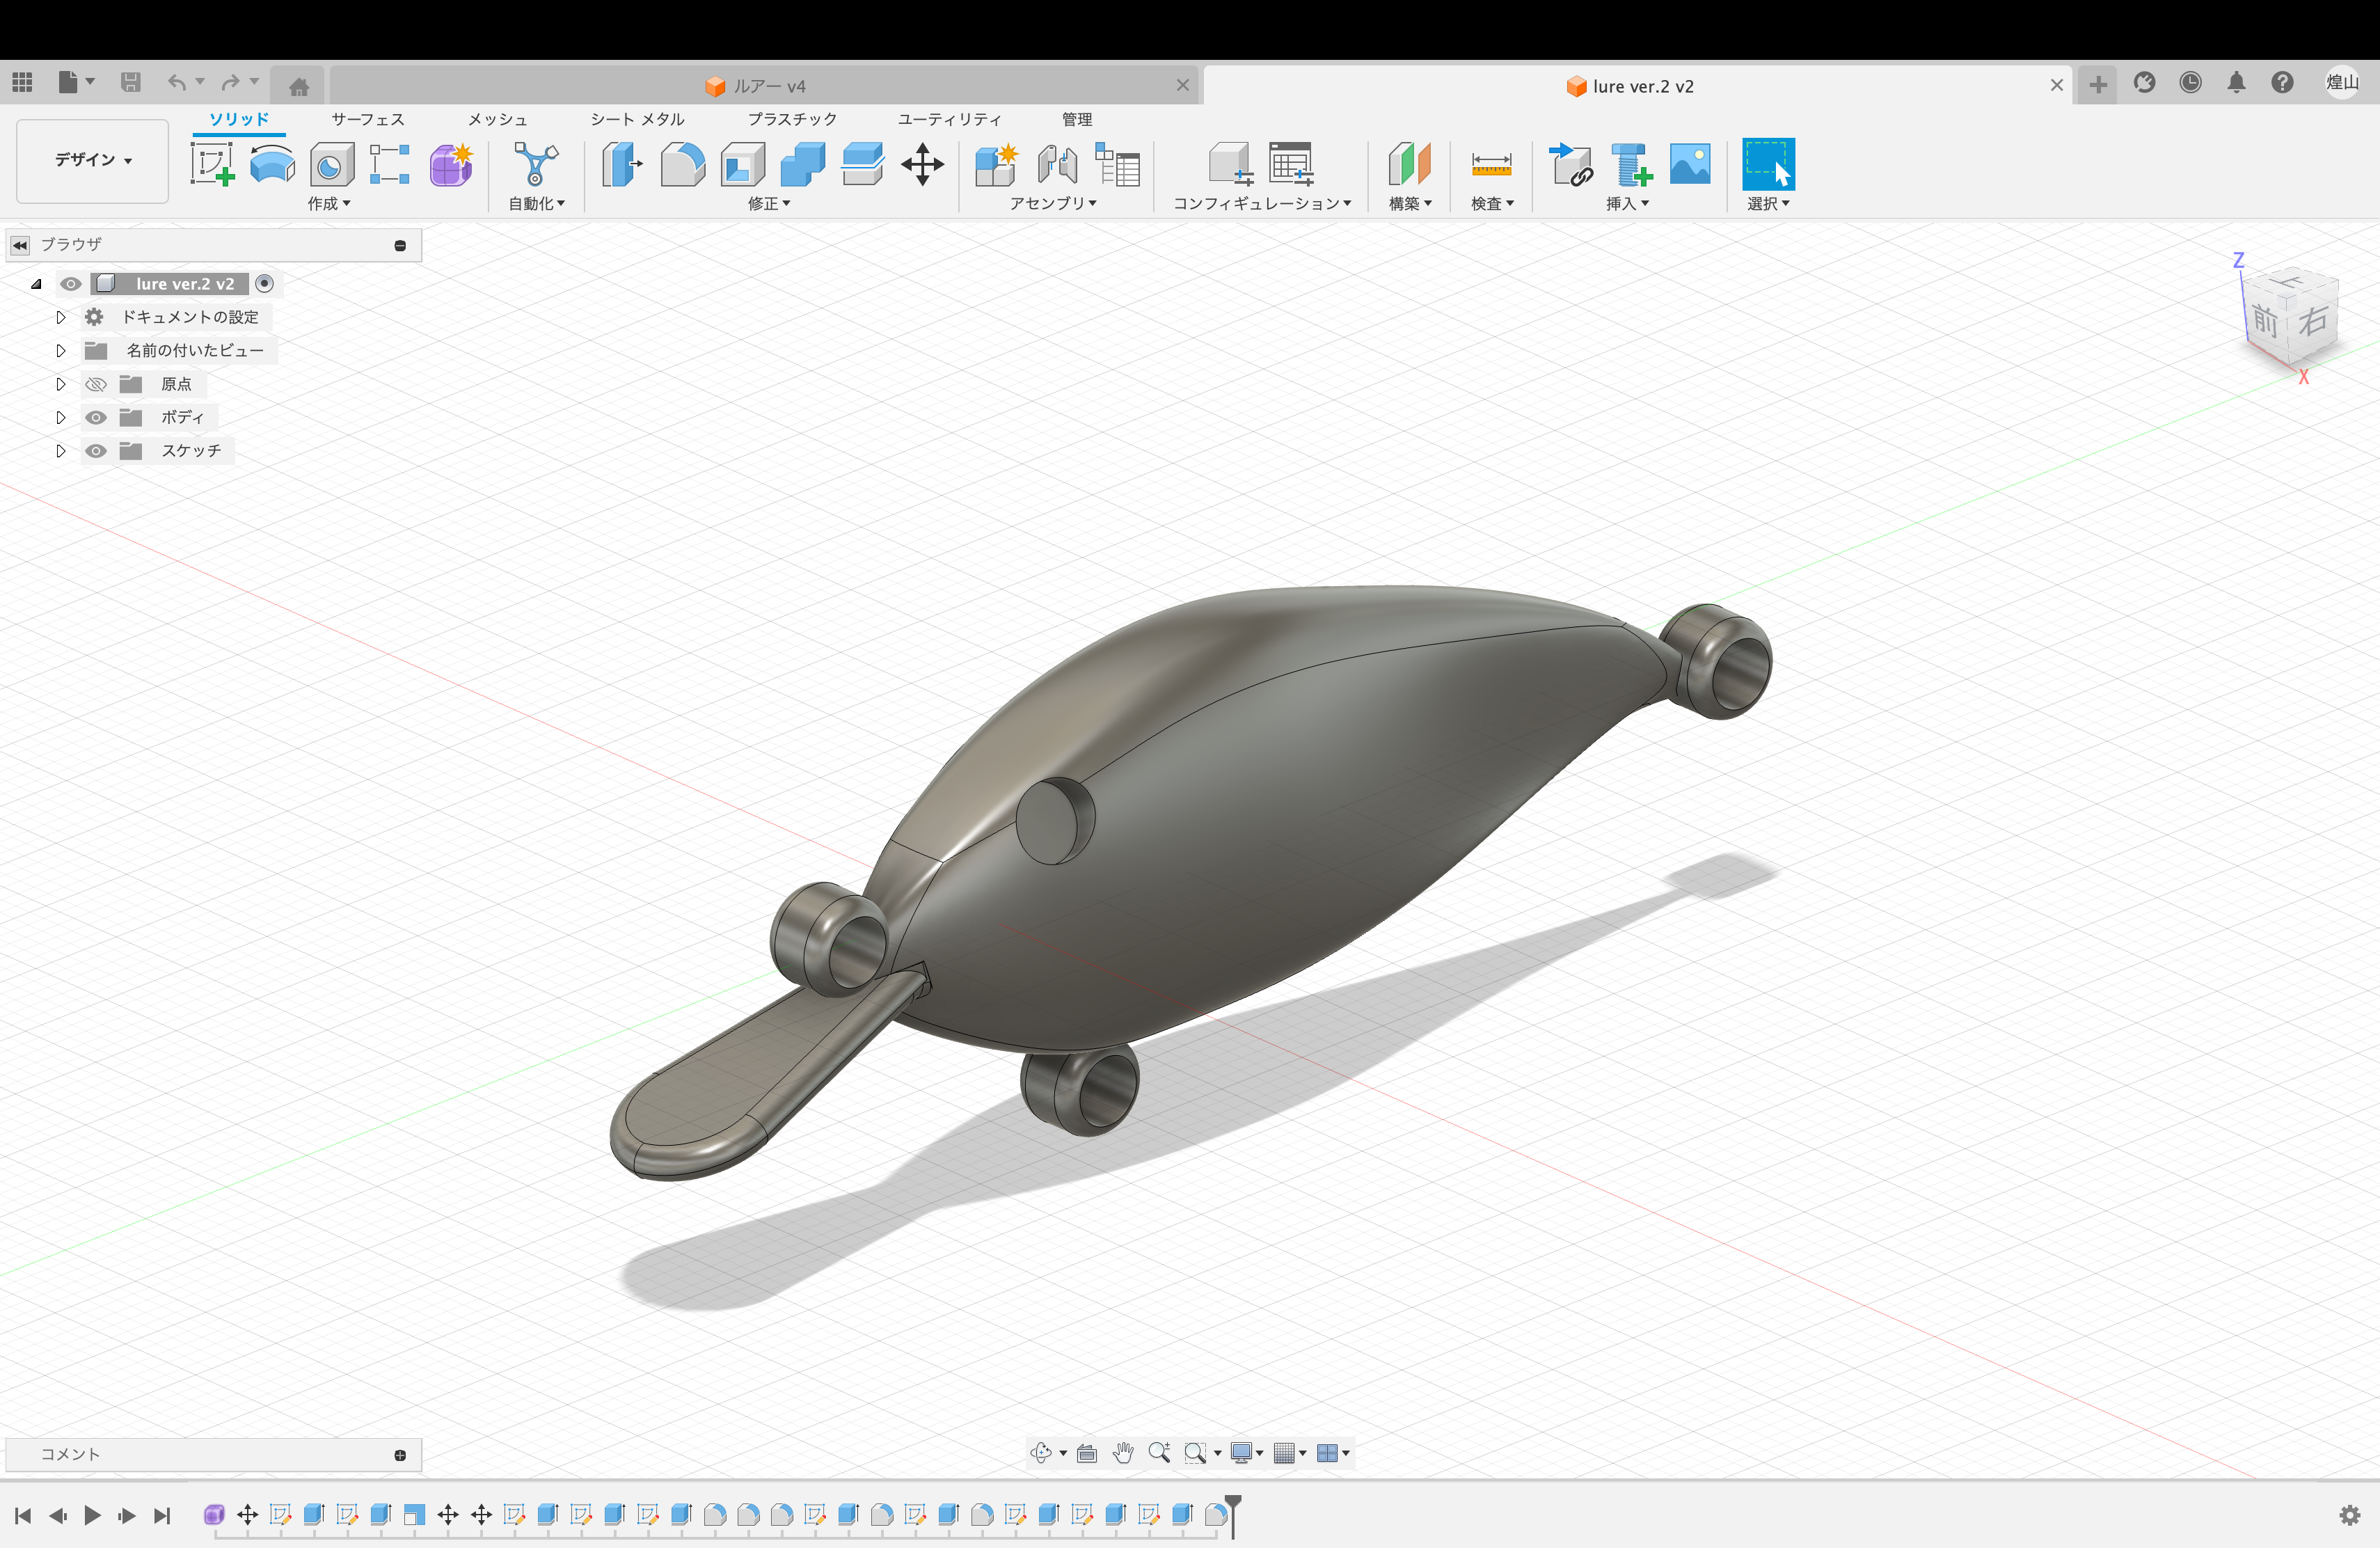 ルアー v4
lure ver.2 v2
煌山
デザイン
ソリッド
サーフェス
メッシュ
シート メタル
プラスチック
ユーティリティ
管理
作成
自動化
修正
アセンブリ
コンフィギュレーション
構築
検査
挿入
選択
ブラウザ
lure ver.2 v2
ドキュメントの設定
名前の付いたビュー
原点
ボディ
スケッチ
Z
上
前
右
X
コメント